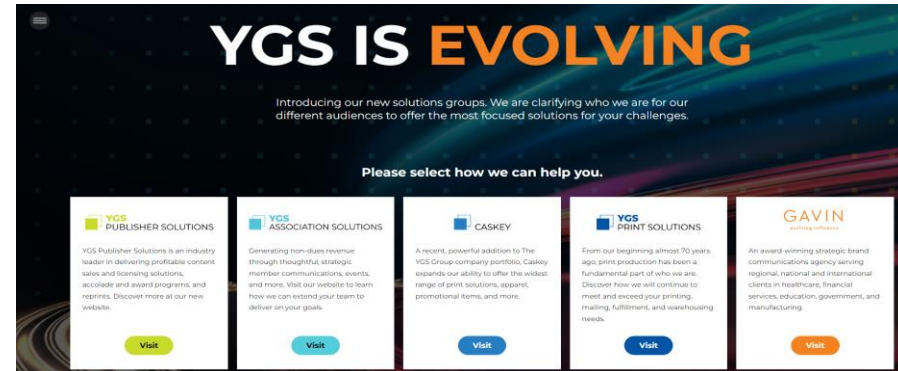 YGS IS EVOLVING
Introducing our new solutions groups. We are clarifying who we are for our
different audiences to offer the most focused solutions for your challenges.
Please select how we can help you.
YGS
PUBLISHER SOLUTIONS
YGS Publisher Solutions is an industry
leader in delivering profitable content
sales and licensing solutions,
accolade and award programs, and
reprints. Discover more at our new
website.
Visit
YGS
ASSOCIATION SOLUTIONS
Generating non-dues revenue
through thoughtful, strategic
member communications, events,
and more. Visit our website to learn
how we can extend your team to
deliver on your goals.
Visit
CASKEY
A recent, powerful addition to The
YGS Group company portfolio, Caskey
expands our ability to offer the widest
range of print solutions, apparel,
promotional items, and more.
Visit
YGS
PRINT SOLUTIONS
From our beginning almost 70 years
ago, print production has been a
fundamental part of who we are.
Discover how we will continue to
meet and exceed your printing,
mailing, fulfillment, and warehousing
needs.
Visit
GAVIN
evolving influence
An award-winning strategic brand
communications agency serving
regional, national and international
clients in healthcare, financial
services, education, government, and
manufacturing.
Visit